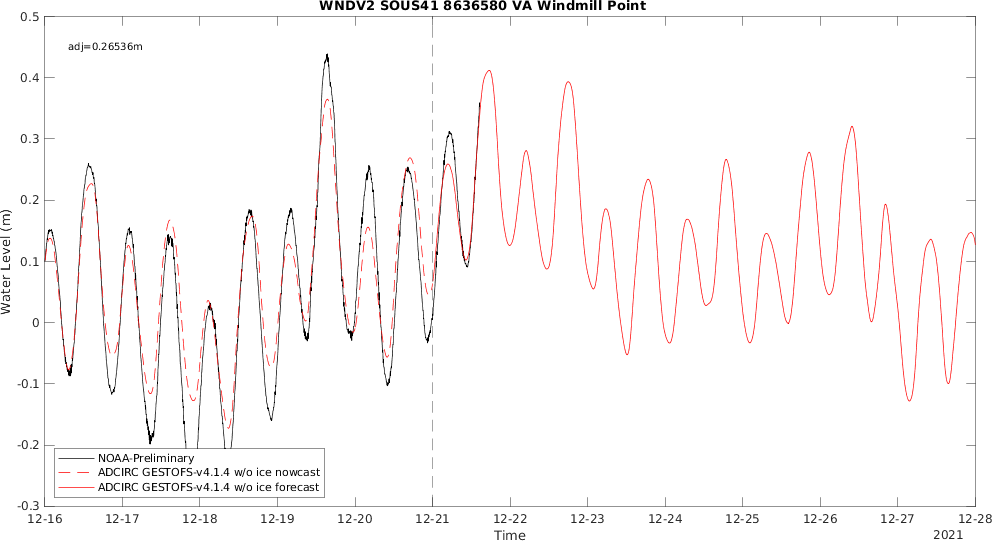 WNDV2 SOUS41 8636580 VA Windmill Point
adj=0.26536m
0.5
0.4
0.3
0.2
0.1
0
-0.1
-0.2
-0.3
Water Level (m)
NOAA-Preliminary
ADCIRC GESTOFS-v4.1.4 w/o ice nowcast
ADCIRC GESTOFS-v4.1.4 w/o ice forecast
12-16 12-17 12-18 12-19 12-20 12-21 12-22 12-23 12-24 12-25 12-26 12-27 12-28
Time
2021